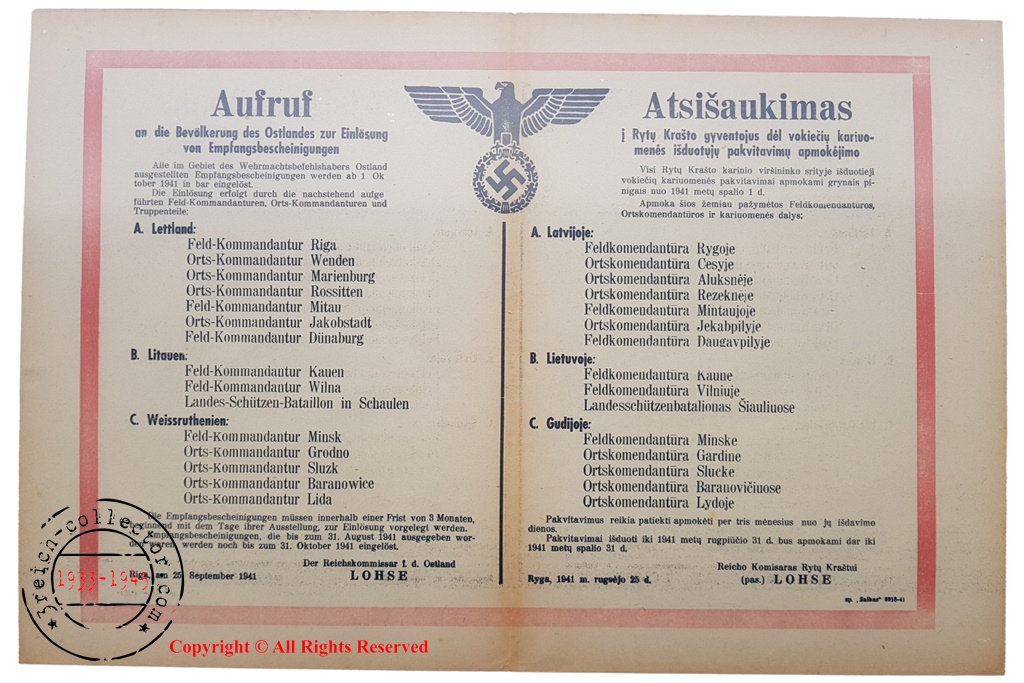 Aufruf
an die Bevölkerung des Ostlandes zur Einlösung
von Empfangsbescheinigungen
Alle im Gebiet des Wehrmachtsbefehlshabers Ostland
ausgestellten Empfangsbescheinigungen werden ab 1 Ok
tober 1941 in bar eingelöst.
Die Einlösung erfolgt durch die nachstehend aufge
führten Feld-Kommandanturen, Orts-Kommandanturen und
Truppenteile:
A. Lettland:
Feld-Kommandantur Riga
Orts-Kommandantur Wenden
Orts-Kommandantur Marienburg
Orts-Kommandantur Rossitten
Feld-Kommandantur Mitau
Orts-Kommandantur Jakobstadt
Feld-Kommandantur Dünaburg
B. Litauen:
Feld-Kommandantur Kauen
Feld-Kommandantur Wilna
Landes-Schützen-Bataillon in Schaulen
C. Weissruthenien:
Feld-Kommandantur Minsk
Orts-Kommandantur Grodno
Orts-Kommandantur Sluzk
Orts-Kommandantur Baranowice
Orts-Kommandantur Lida
Die Empfangsbescheinigungen müssen innerhalb einer Frist von 3 Monaten,
beginnend mit dem Tage ihrer Ausstellung, zur Einlösung vorgelegt werden.
Empfangsbescheinigungen, die bis zum 31. August 1941 ausgegeben wor-
den waren, werden noch bis zum 31. Oktober 1941 eingelöst.
Der Reichskommissar f. d. Ostland
Riga, am 25 September 1941 LOHSE
Atsišaukimas
į Rytų Krašto gyventojus dėl vokiečių kariuo-
menės išduotųjų pakvitavimų apmokėjimo
Visi Rytų Krašto karinio viršininko srityje išduotieji
vokiečių kariuomenės pakvitavimai apmokami grynais pi-
nigais nuo 1941 metų spalio 1 d.
Apmoka šios žemiau pažymėtos Feldkomendantūros,
Ortskomendantūros ir kariuomenės dalys:
A. Latvijoje:
Feldkomendantūra Rygoje
Ortskomendantūra Cesyje
Ortskomendantūra Aluksnėje
Ortskomendantūra Rezeknėje
Feldkomendantūra Mintaujoje
Ortskomendantūra Jekabpilyje
Feldkomendantūra Daugavpilyje
B. Lietuvoje:
Feldkomendantūra Kaune
Feldkomendantūra Vilniuje
Landesschützenbatalionas Šiauliuose
C. Gudijoje:
Feldkomendantūra Minske
Ortskomendantūra Gardine
Ortskomendantūra Slucke
Ortskomendantūra Baranovičiuose
Ortskomendantūra Lydoje
Pakvitavimus reikia patiekti apmokėti per tris mėnesius nuo jų išdavimo
dienos.
Pakvitavimai išduoti iki 1941 metų rugpiūčio 31 d. bus apmokami dar iki
1941 metų spalio 31 d.
Reicho Komisaras Rytų Kraštui
Ryga, 1941 m. rugsėjo 25 d. (pas.) LOHSE
sp. „Žaibas" 6915-41
3reich-collector.com
1933-1945
Copyright © All Rights Reserved